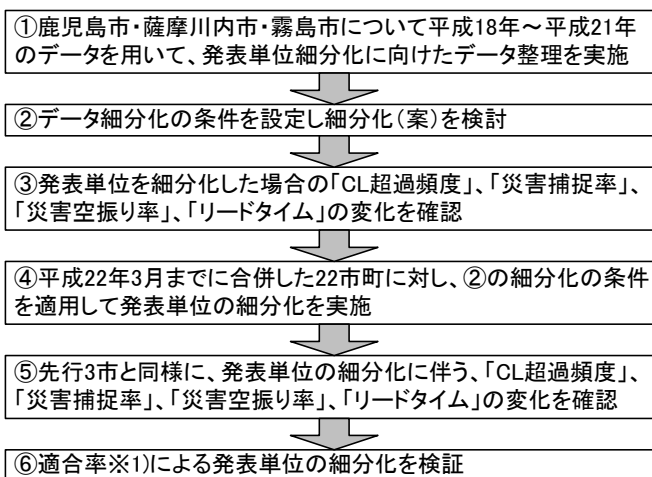 ①鹿児島市・薩摩川内市・霧島市について平成18年～平成21年
のデータを用いて、発表単位細分化に向けたデータ整理を実施
②データ細分化の条件を設定し細分化(案)を検討
③発表単位を細分化した場合の「CL超過頻度」、「災害捕捉率」、
「災害空振り率」、「リードタイム」の変化を確認
④平成22年3月までに合併した22市町に対し、②の細分化の条件
を適用して発表単位の細分化を実施
⑤先行3市と同様に、発表単位の細分化に伴う、「CL超過頻度」、
「災害捕捉率」、「災害空振り率」、「リードタイム」の変化を確認
⑥適合率※1)による発表単位の細分化を検証